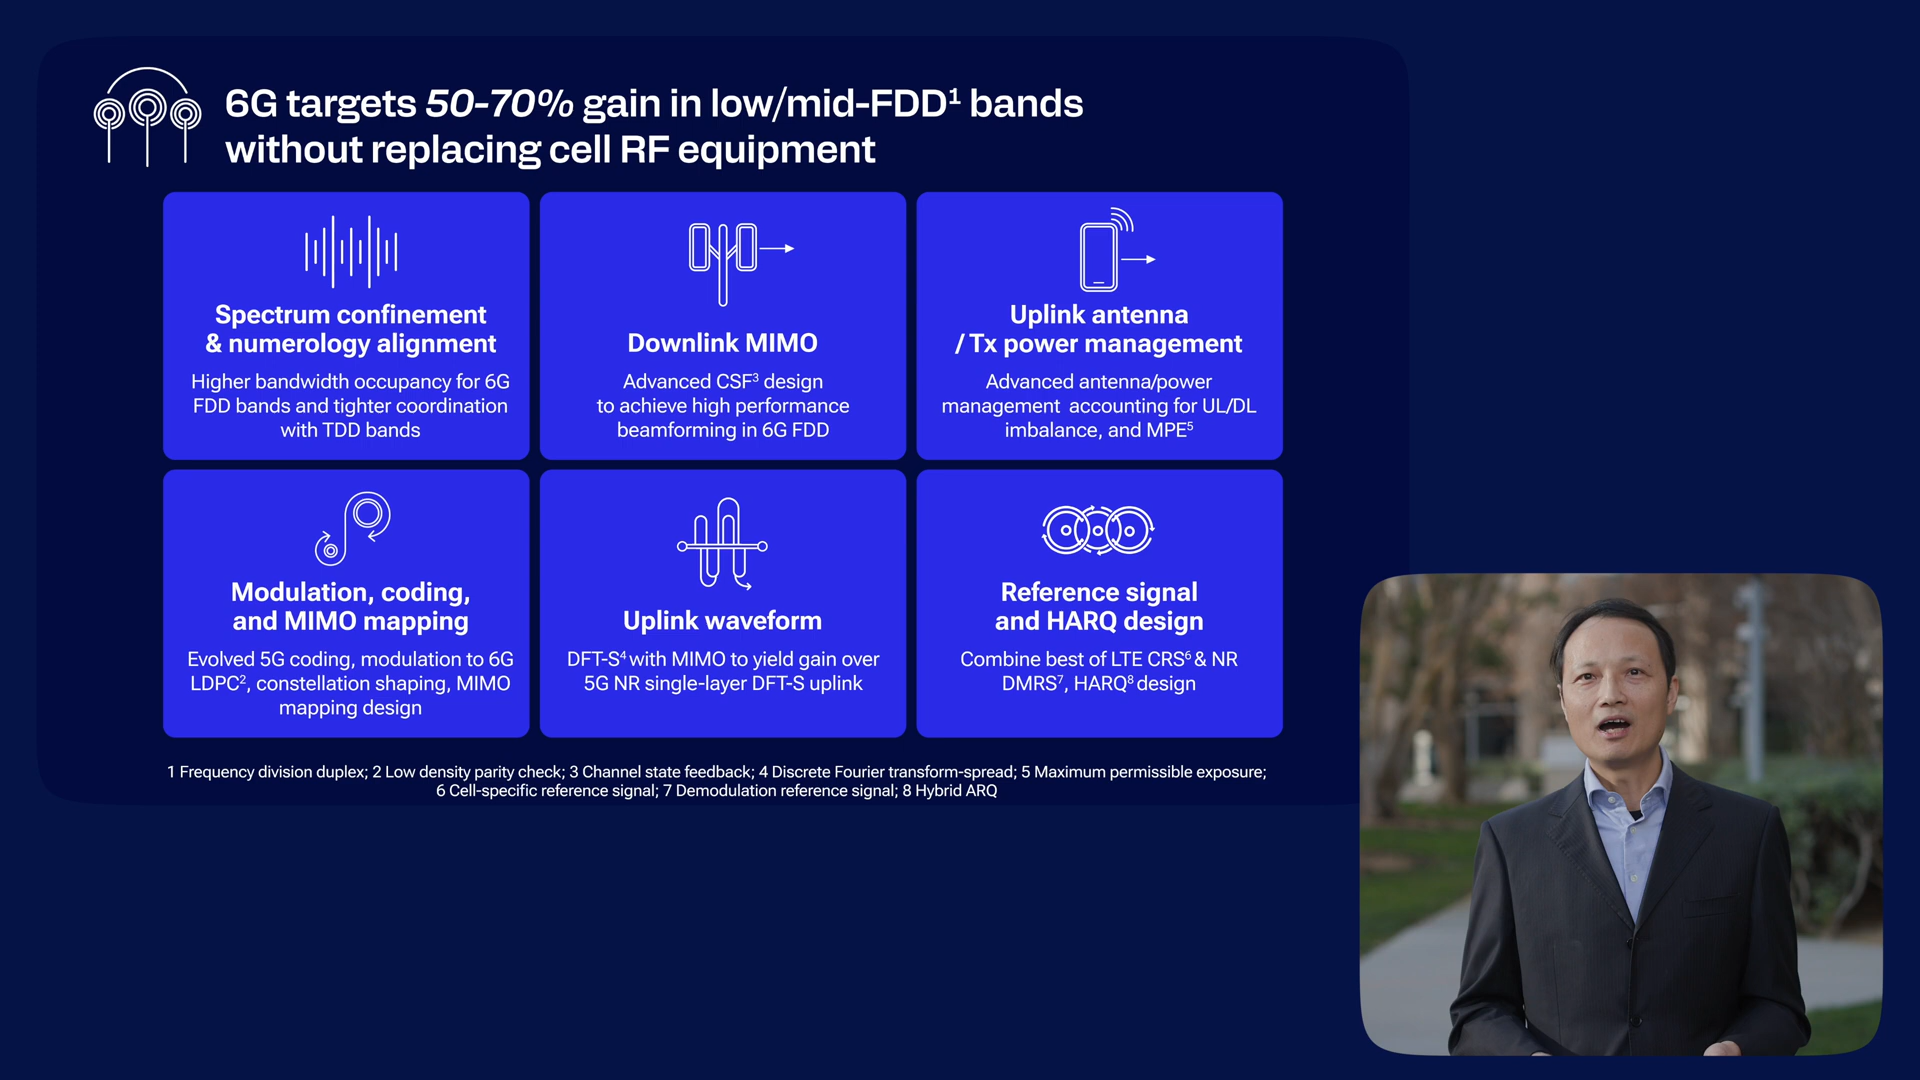 6G targets 50-70% gain in low/mid-FDD¹ bands
without replacing cell RF equipment
Spectrum confinement
& numerology alignment
Higher bandwidth occupancy for 6G
FDD bands and tighter coordination
with TDD bands
Downlink MIMO
Advanced CSF³ design
to achieve high performance
beamforming in 6G FDD
Uplink antenna
/ Tx power management
Advanced antenna/power
management accounting for UL/DL
imbalance, and MPE⁵
Modulation, coding,
and MIMO mapping
Evolved 5G coding, modulation to 6G
LDPC², constellation shaping, MIMO
mapping design
Uplink waveform
DFT-S⁴ with MIMO to yield gain over
5G NR single-layer DFT-S uplink
Reference signal
and HARQ design
Combine best of LTE CRS⁶ & NR
DMRS⁷, HARQ⁸ design
1 Frequency division duplex; 2 Low density parity check; 3 Channel state feedback; 4 Discrete Fourier transform-spread; 5 Maximum permissible exposure;
6 Cell-specific reference signal; 7 Demodulation reference signal; 8 Hybrid ARQ